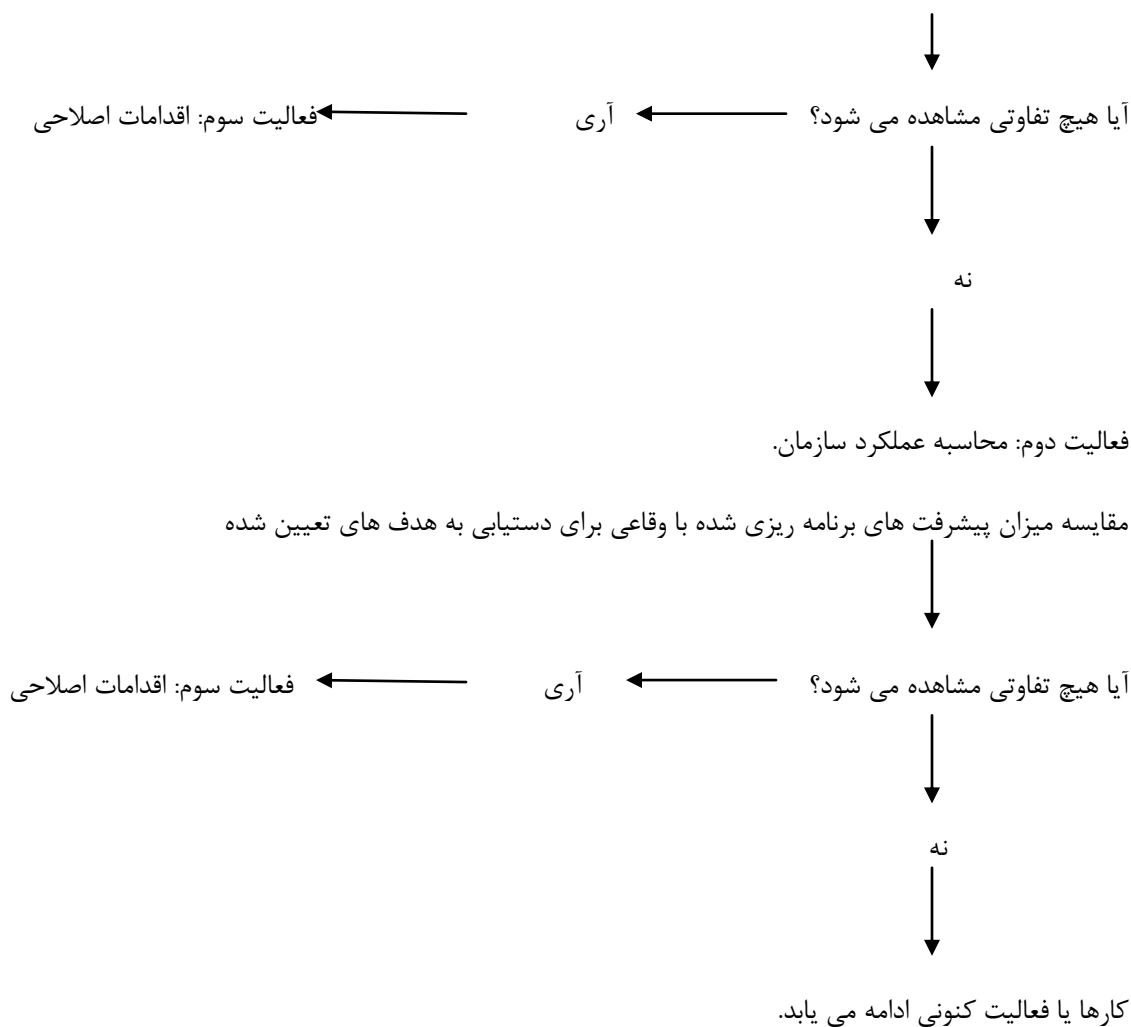 آیا هیچ تفاوتی مشاهده می شود؟ آری فعالیت سوم: اقدامات اصلاحی
نه
فعالیت دوم: محاسبه عملکرد سازمان.
مقایسه میزان پیشرفت های برنامه ریزی شده با وقاعی برای دستیابی به هدف های تعیین شده
آیا هیچ تفاوتی مشاهده می شود؟ آری فعالیت سوم: اقدامات اصلاحی
نه
کارها یا فعالیت کنونی ادامه می یابد.